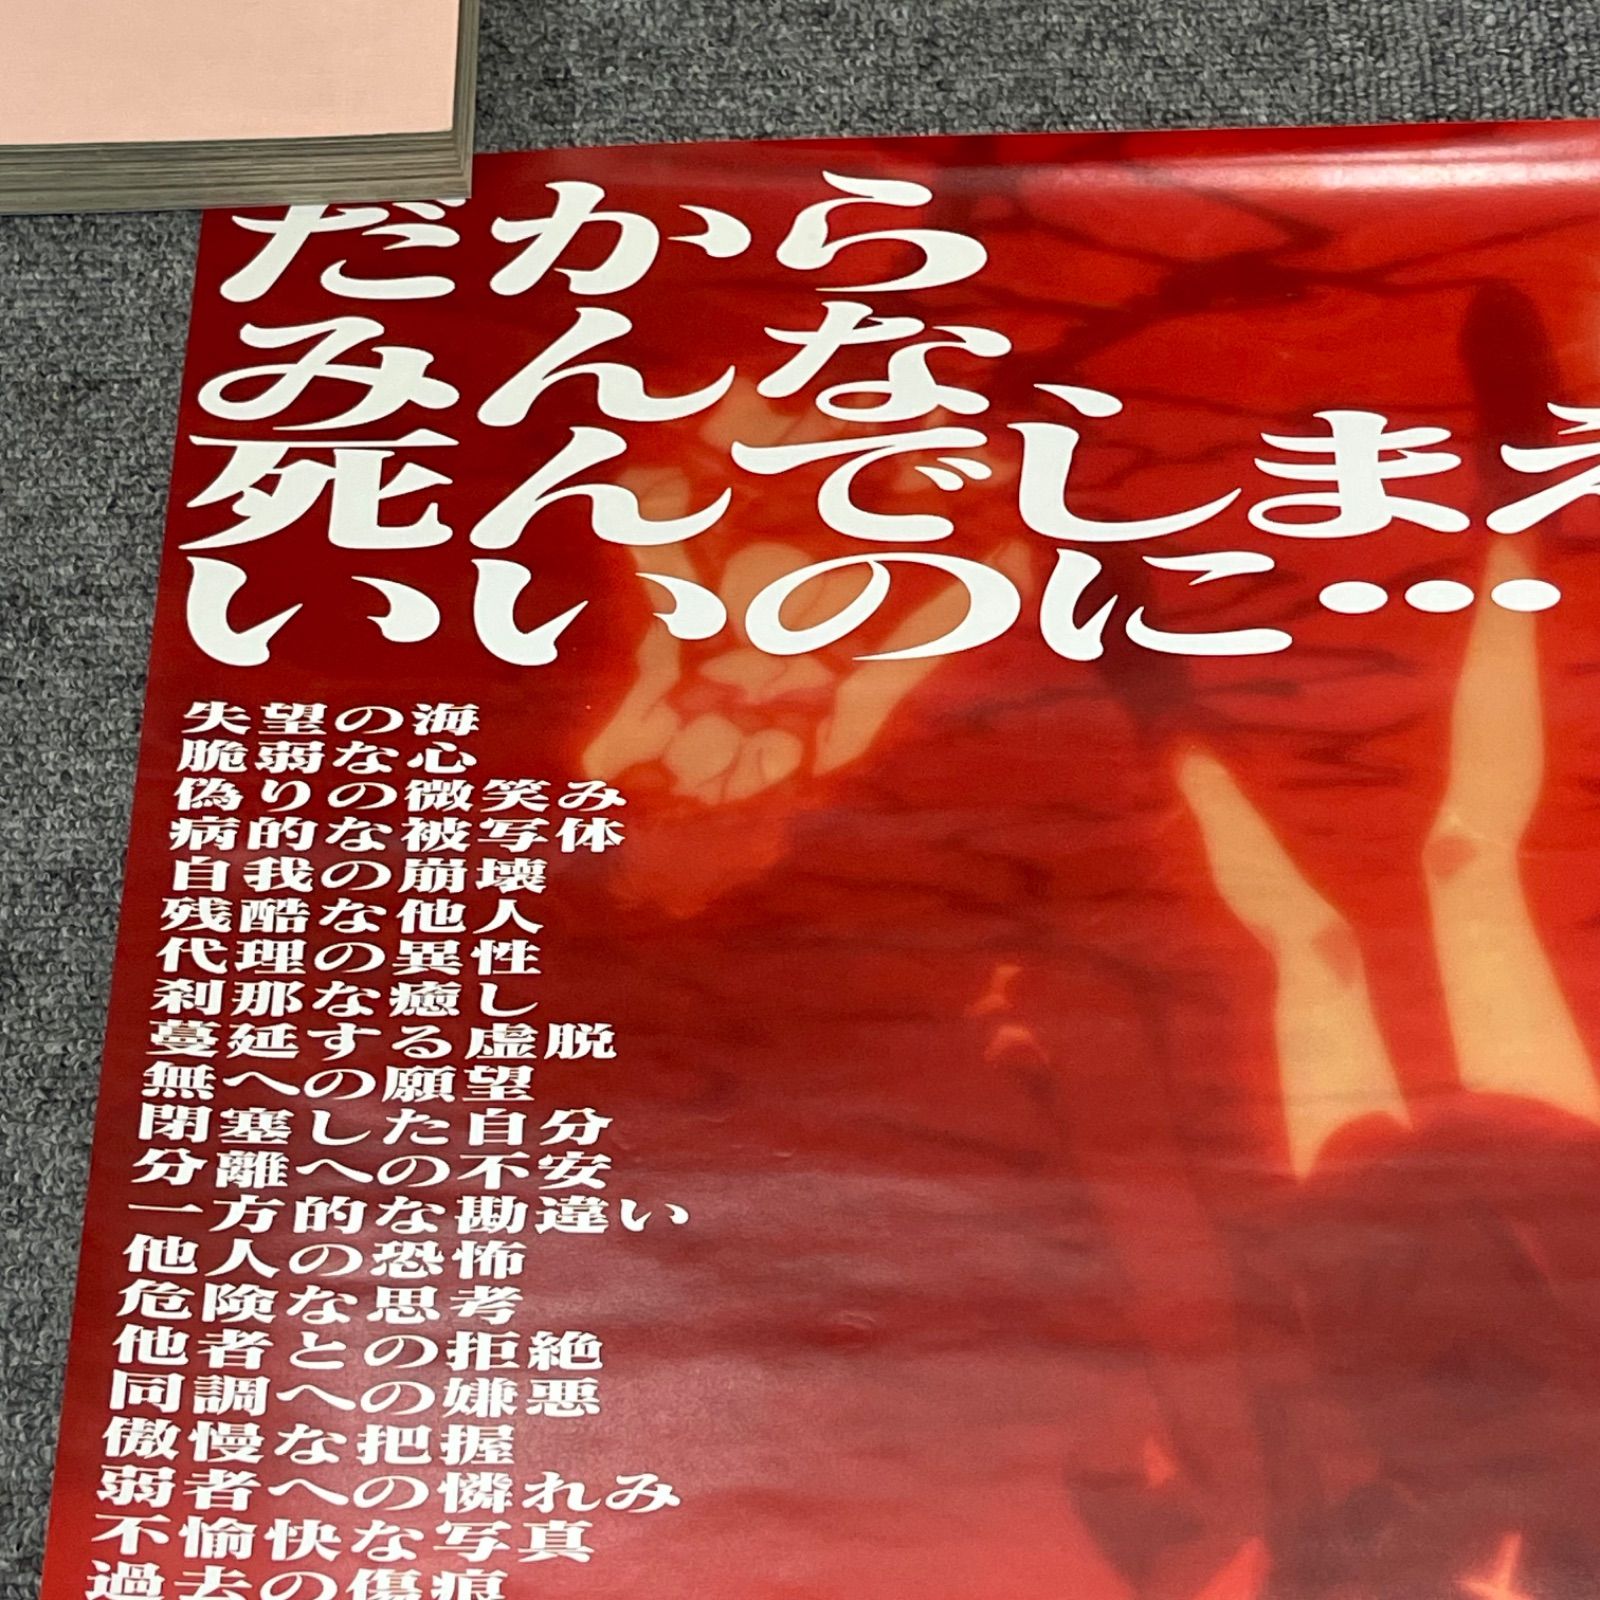 だから
みんな、
死んでしまえ
いいのに…
失望の海
脆弱な心
偽りの微笑み
病的な被写体
自我の崩壊
残酷な他人
代理の異性
刹那な癒し
蔓延する虚脱
無への願望
閉塞した自分
分離への不安
一方的な勘違い
他人の恐怖
危険な思考
他者との拒絶
同調への嫌悪
傲慢な把握
弱者への憐れみ
不愉快な写真
過去の傷痕